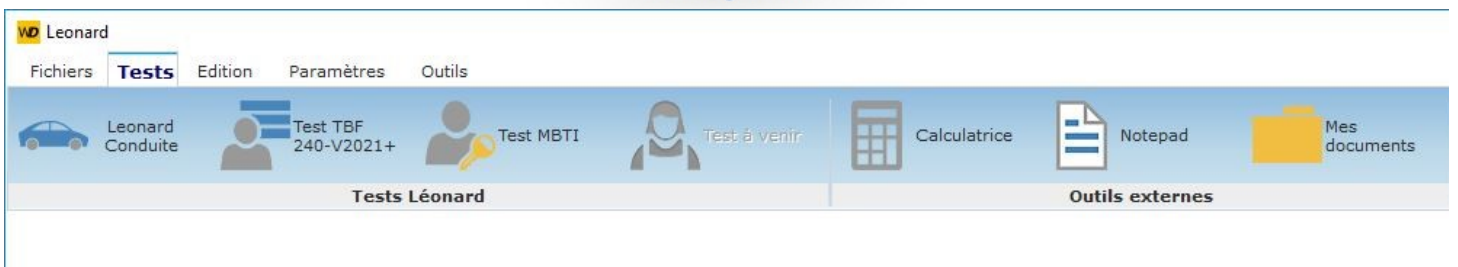 WD Leonard
Fichiers Tests Edition Paramètres Outils
Leonard
Conduite
Test TBF
240-V2021+
Test MBTI
Test à venir
Calculatrice
Notepad
Mes
documents
Tests Léonard
Outils externes